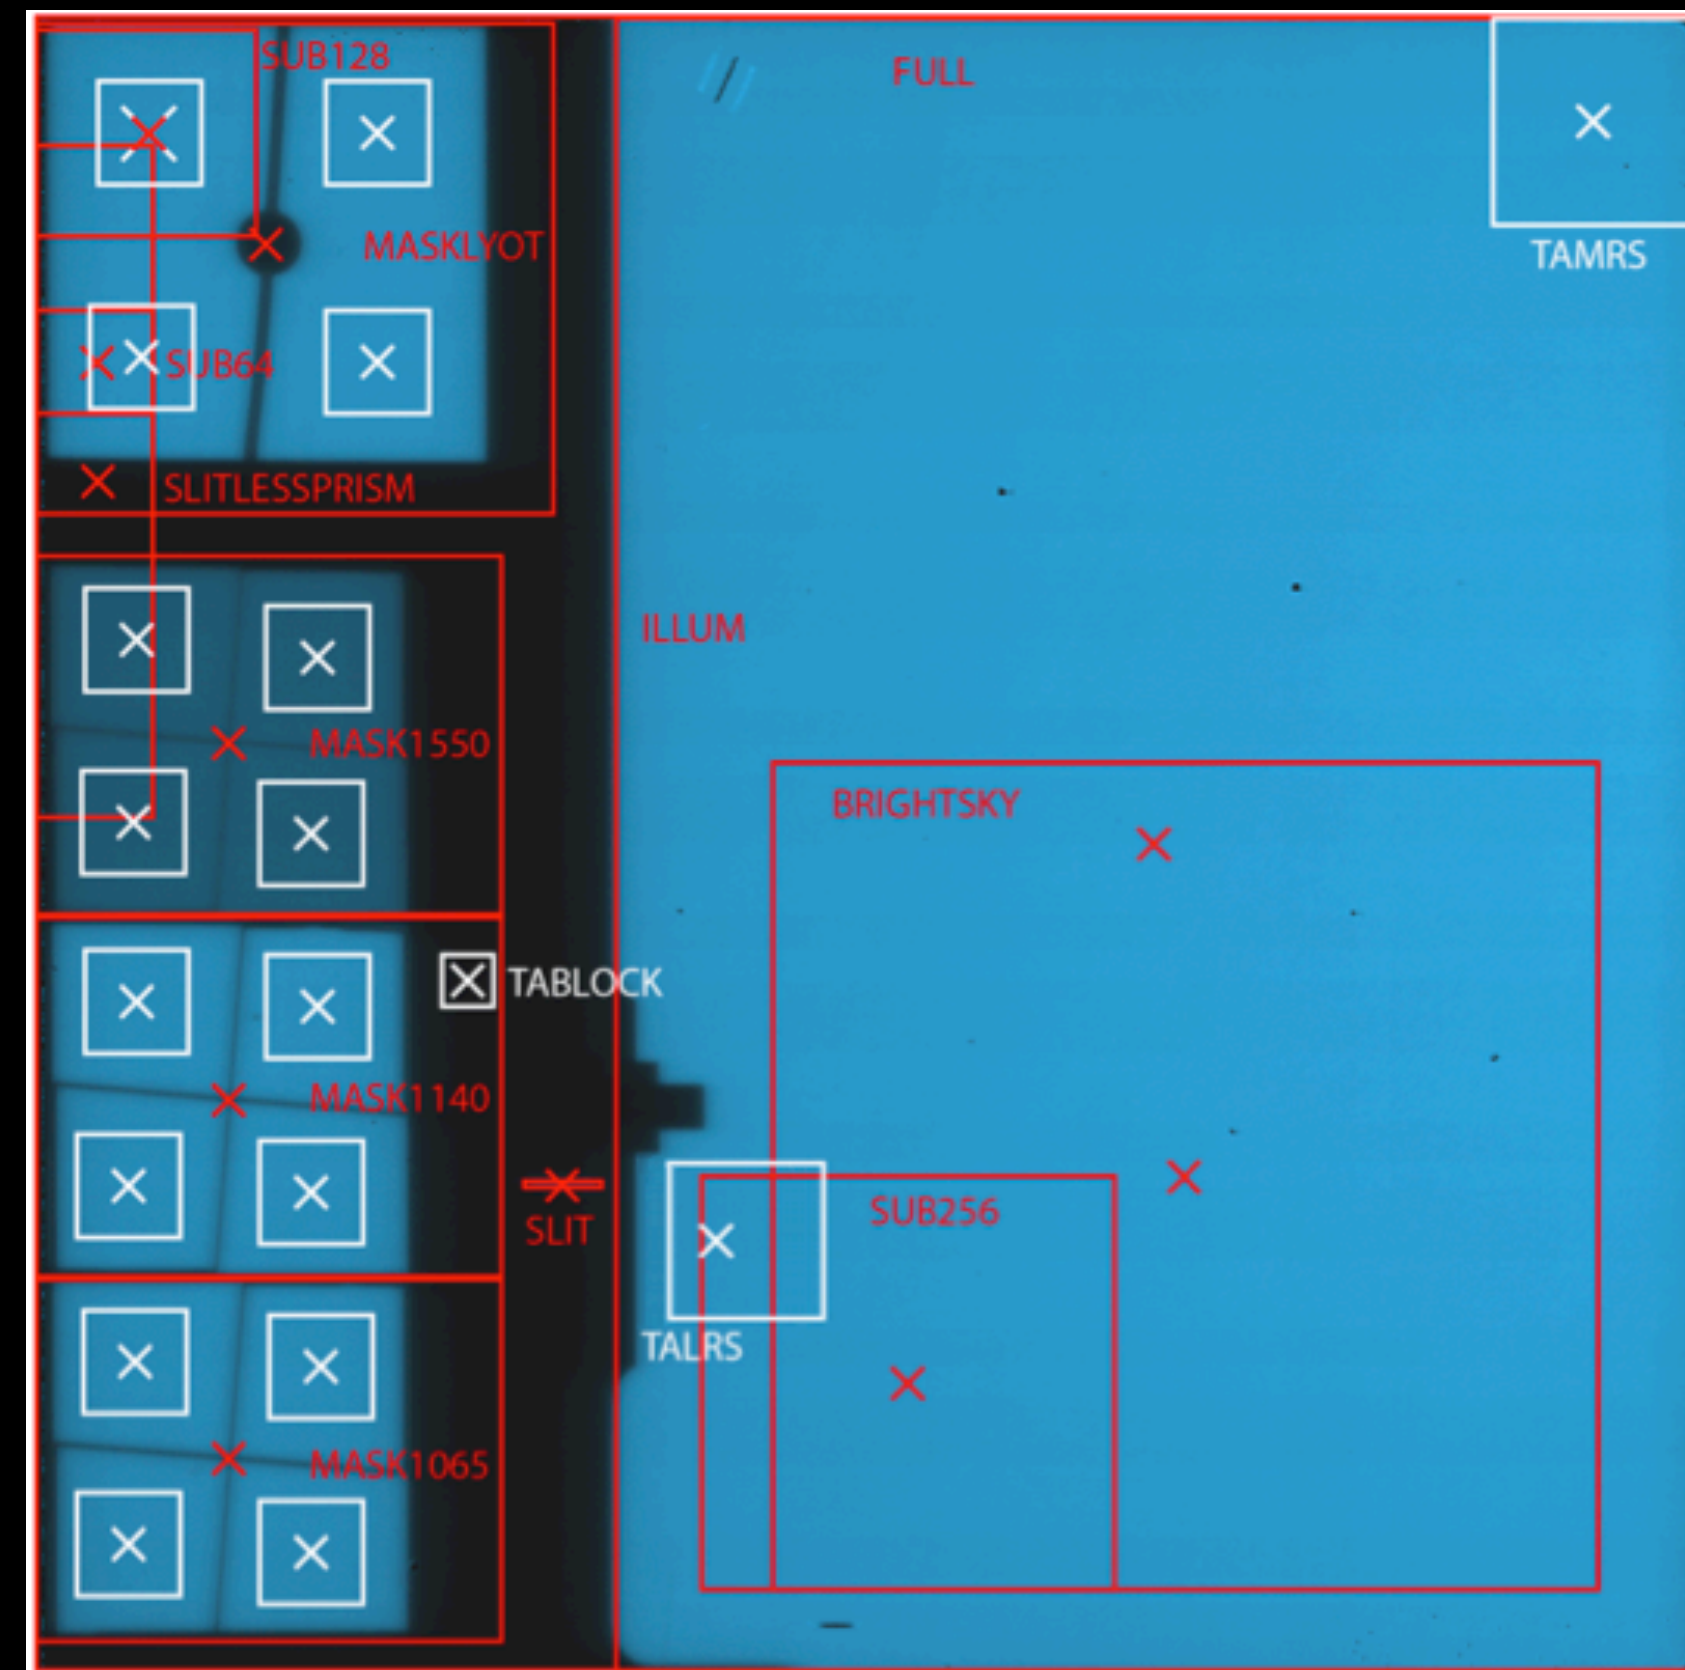 SUB128
FULL
MASKLYOT
TAMRS
SUB64
SLITLESSPRISM
ILLUM
MASK1550
BRIGHTSKY
TABLOCK
MASK1140
SLIT
SUB256
TALRS
MASK1065